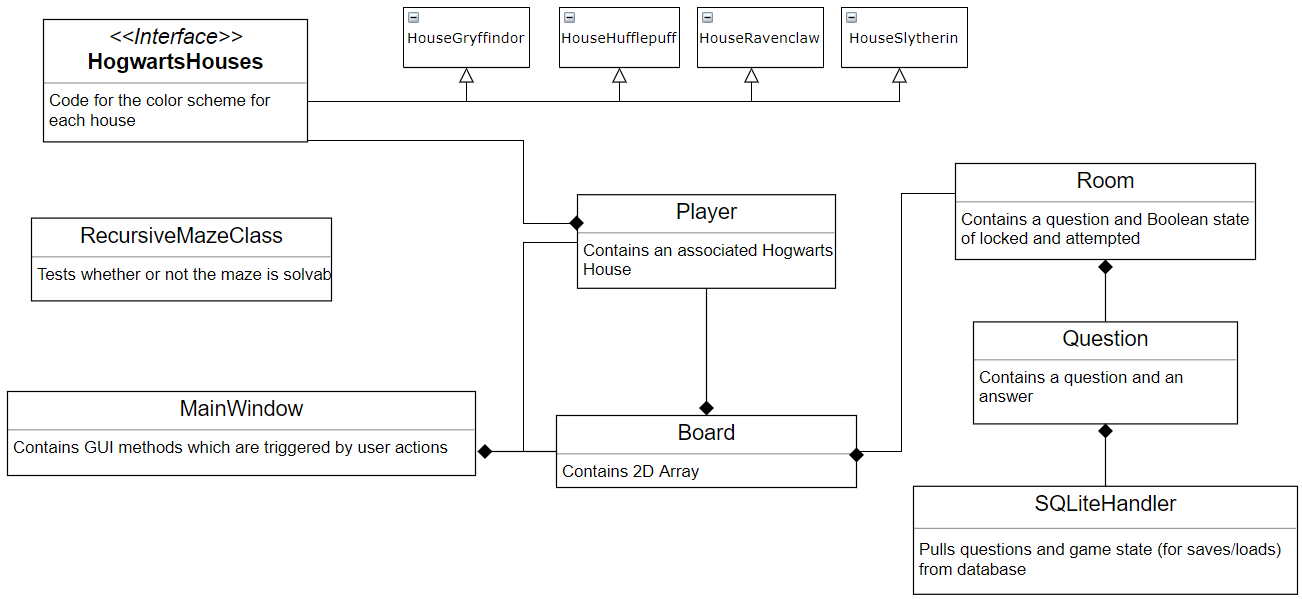 <<Interface>>
HogwartsHouses
Code for the color scheme for
each house
HouseGryffindor
HouseHufflepuff
HouseRavenclaw
HouseSlytherin
Player
Contains an associated Hogwarts
House
Room
Contains a question and Boolean state
of locked and attempted
RecursiveMazeClass
Tests whether or not the maze is solvab
Question
Contains a question and an
answer
MainWindow
Contains GUI methods which are triggered by user actions
Board
Contains 2D Array
SQLiteHandler
Pulls questions and game state (for saves/loads)
from database